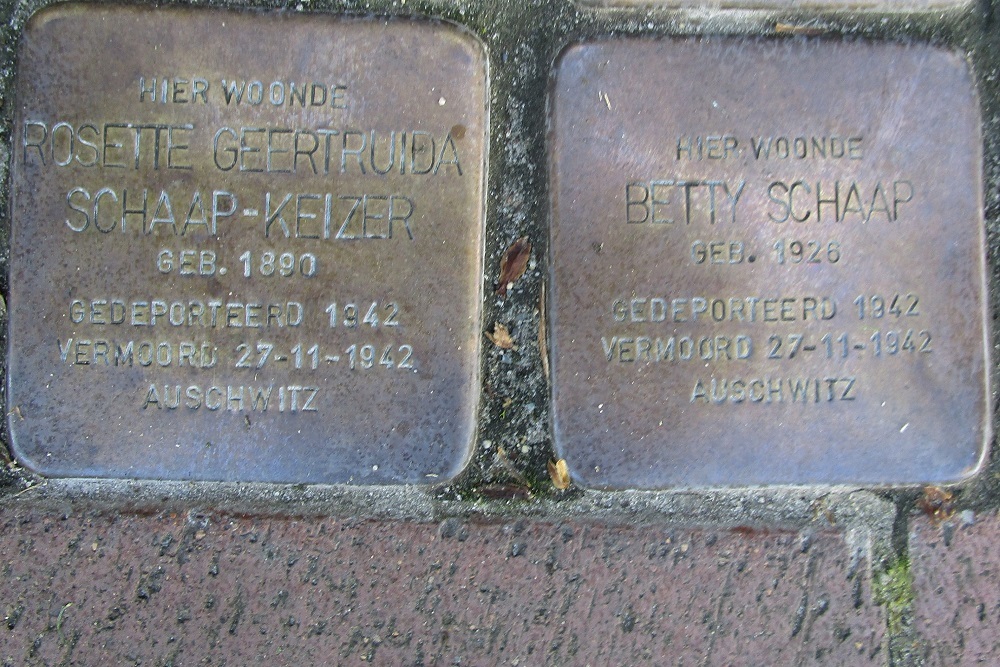 HIER WOONDE
ROSETTE GEERTRUIDA
SCHAAP-KEIZER
GEB. 1890
GEDEPORTEERD 1942
VERMOORD 27-11-1942
AUSCHWITZ
HIER WOONDE
BETTY SCHAAP
GEB. 1926
GEDEPORTEERD 1942
VERMOORD 27-11-1942
AUSCHWITZ